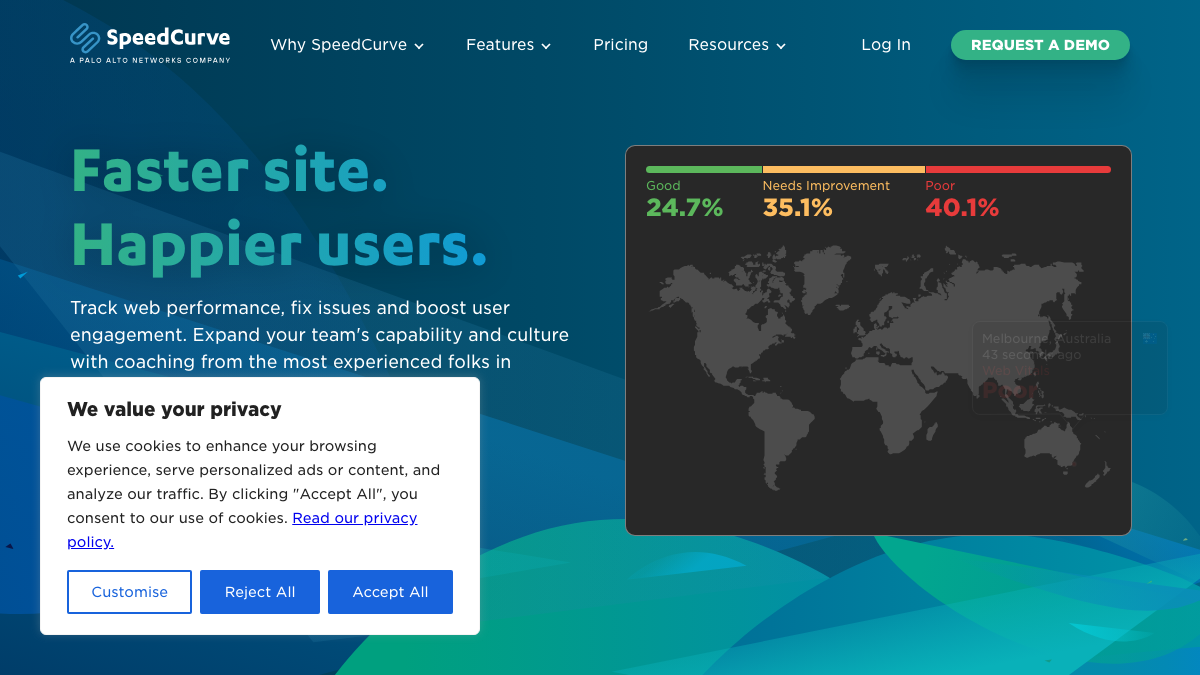 SpeedCurve
A PALO ALTO NETWORKS COMPANY
Why SpeedCurve
Features
Pricing
Resources
Log In
REQUEST A DEMO
Faster site.
Happier users.
Track web performance, fix issues and boost user
engagement. Expand your team's capability and culture
with coaching from the most experienced folks in
Good
24.7%
Needs Improvement
35.1%
Poor
40.1%
Melbourne, Australia
43 seconds ago
Web Vitals
Poor
We value your privacy
We use cookies to enhance your browsing
experience, serve personalized ads or content, and
analyze our traffic. By clicking "Accept All", you
consent to our use of cookies. Read our privacy
policy.
Customise
Reject All
Accept All